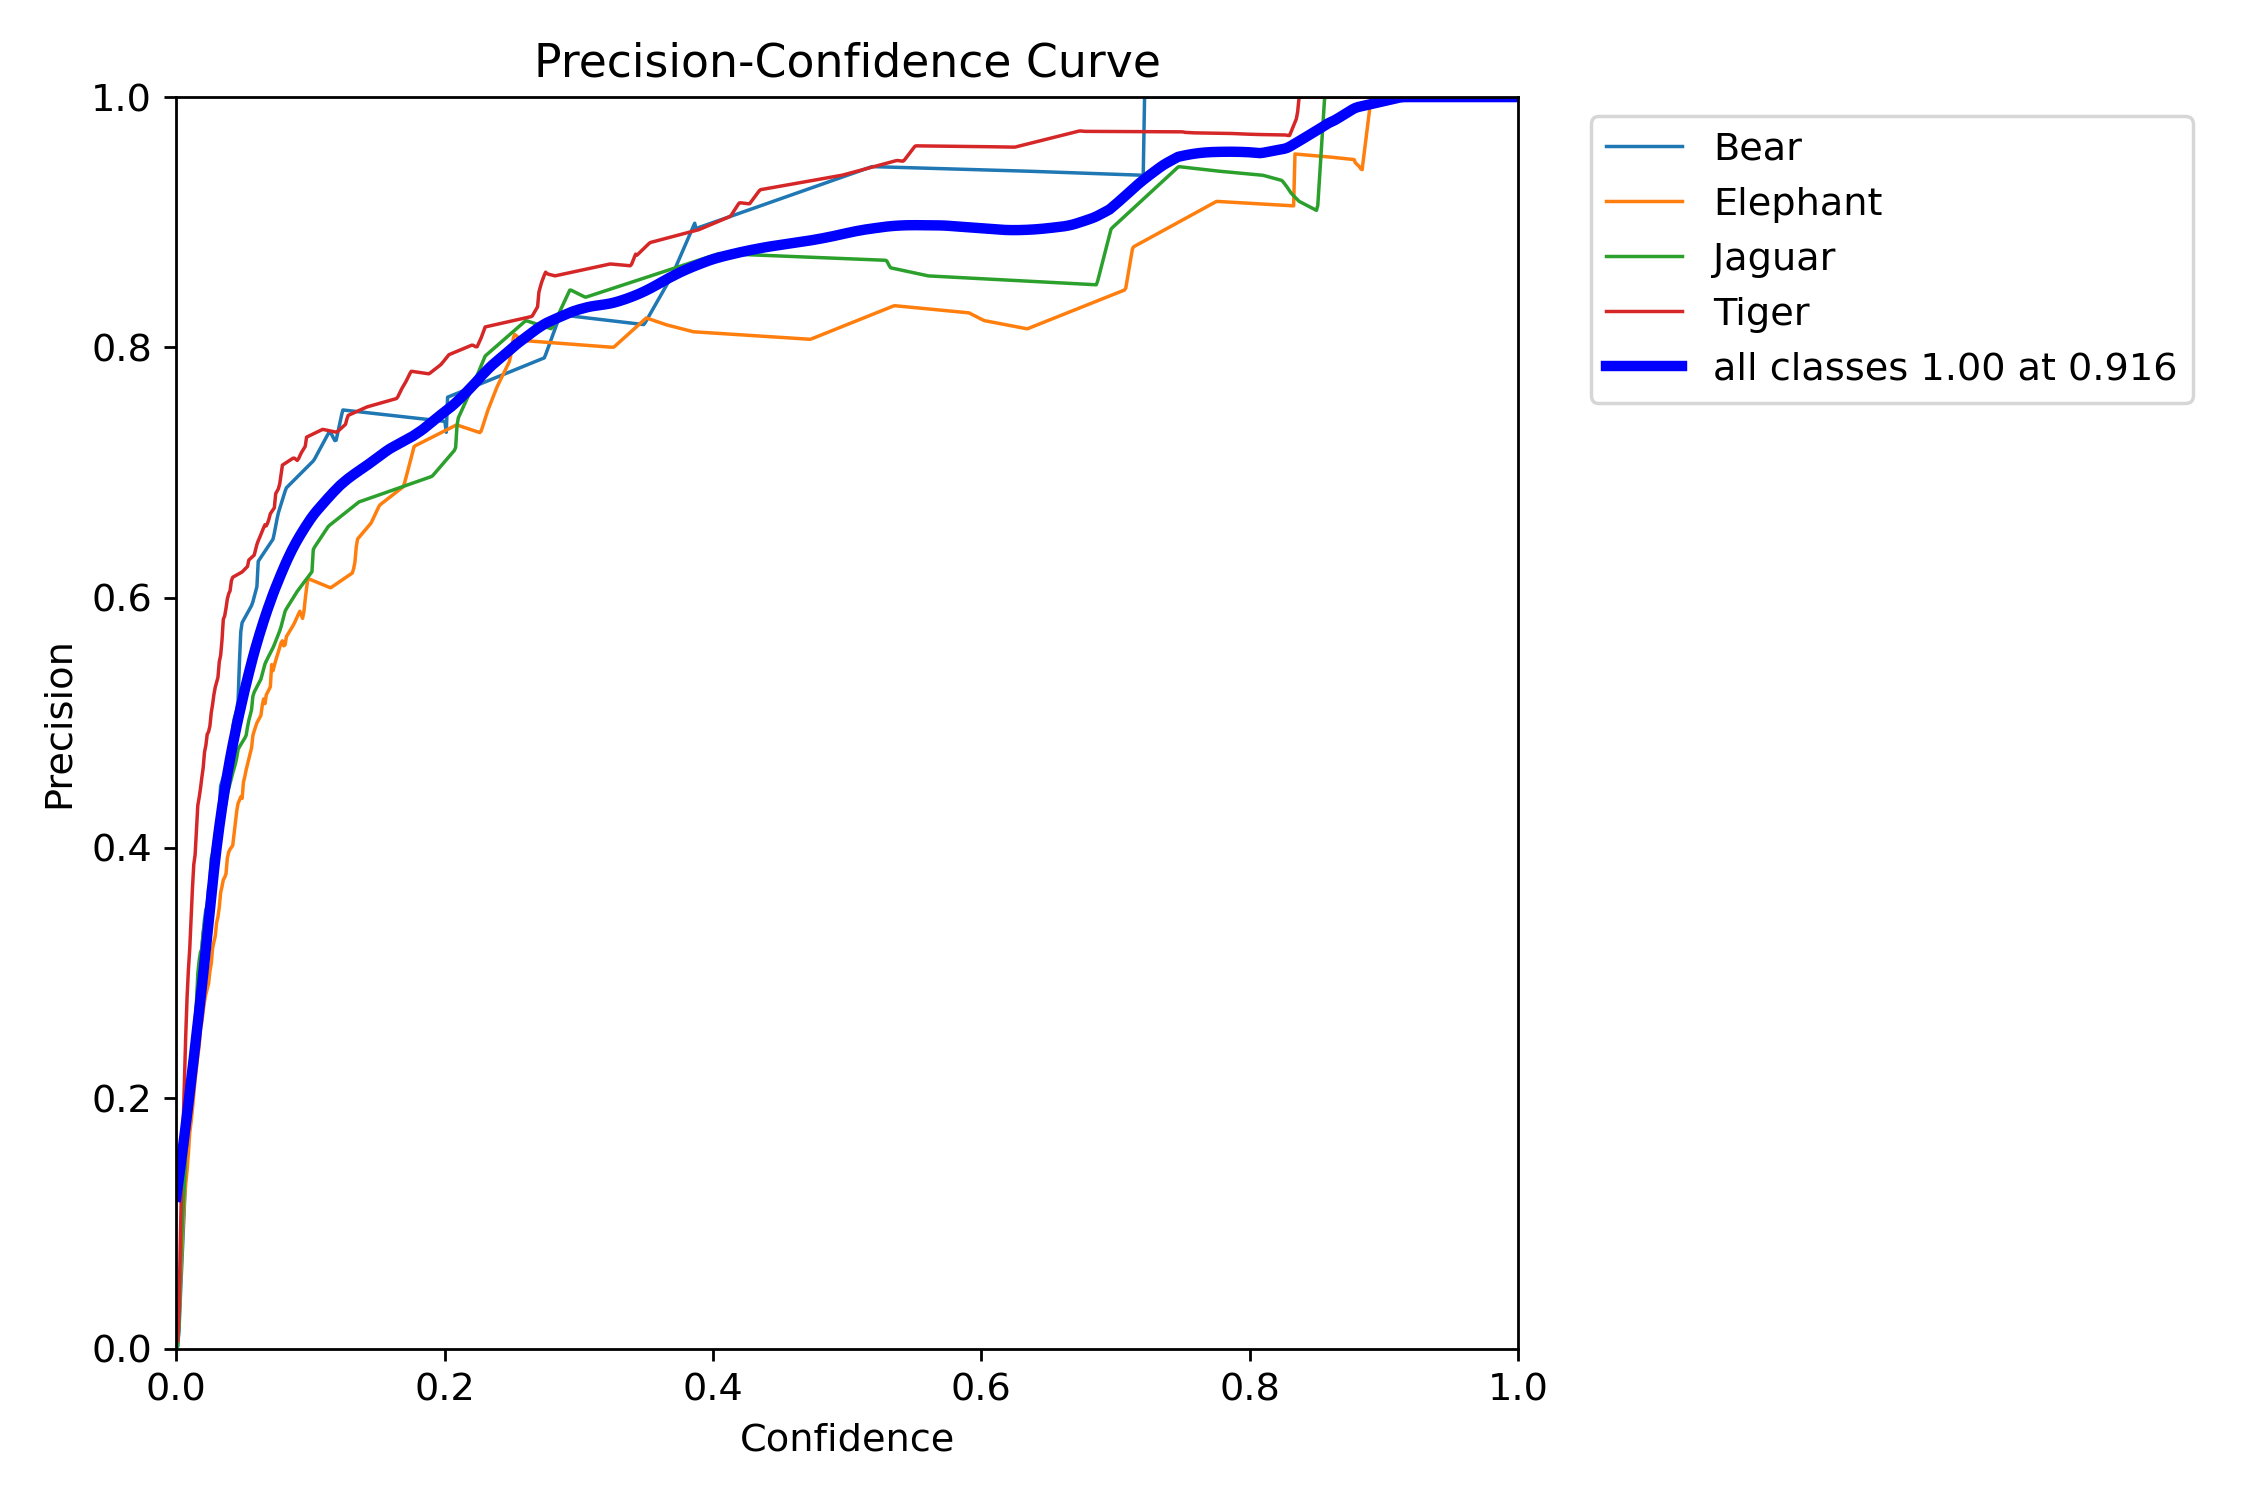 Precision-Confidence Curve
1.0
0.8
0.6
0.4
0.2
0.0
Precision
0.0 0.2 0.4 0.6 0.8 1.0
Confidence
Bear
Elephant
Jaguar
Tiger
all classes 1.00 at 0.916